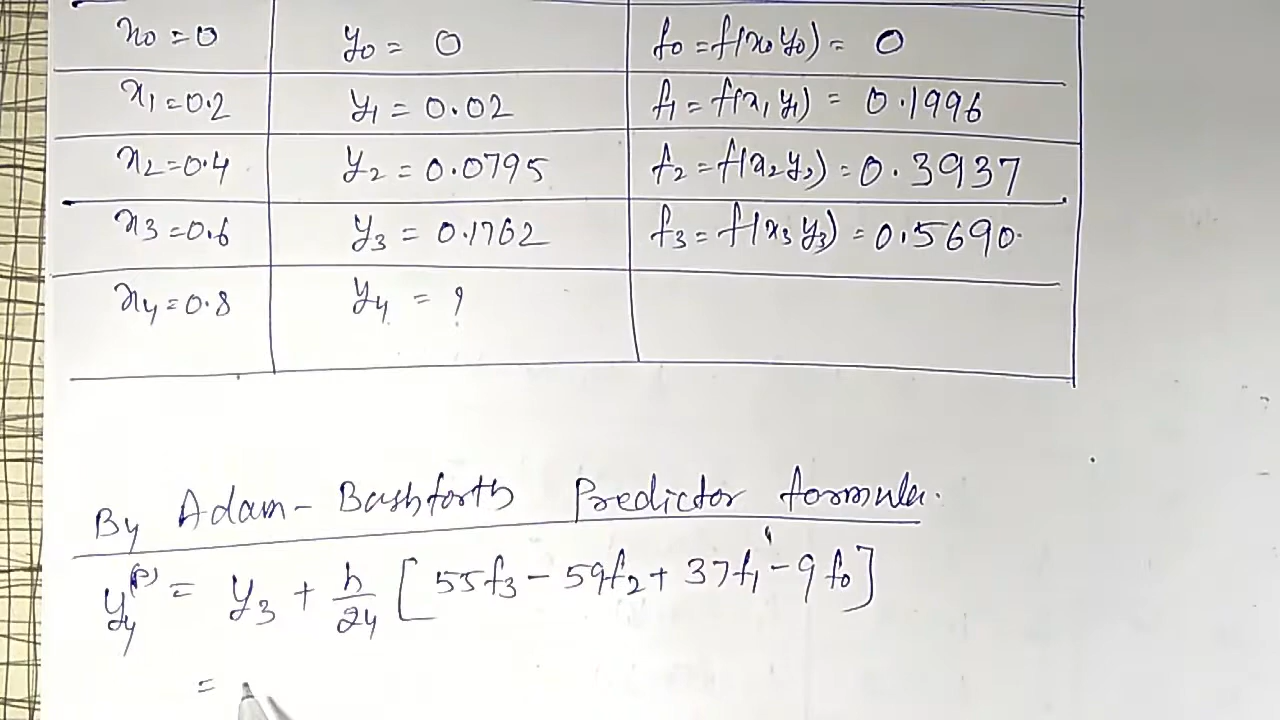 x₀ = 0 y₀ = 0 f₀ = f(x₀ y₀) = 0
x₁ = 0.2 y₁ = 0.02 f₁ = f(x₁ y₁) = 0.1996
x₂ = 0.4 y₂ = 0.0795 f₂ = f(x₂ y₂) = 0.3937
x₃ = 0.6 y₃ = 0.1762 f₃ = f(x₃ y₃) = 0.5690.
x₄ = 0.8 y₄ = ?
By Adam - Bashforth Predictor formula.
y₄⁽ᵖ⁾ = y₃ + h/24 [55f₃ - 59f₂ + 37f₁ - 9f₀]
=